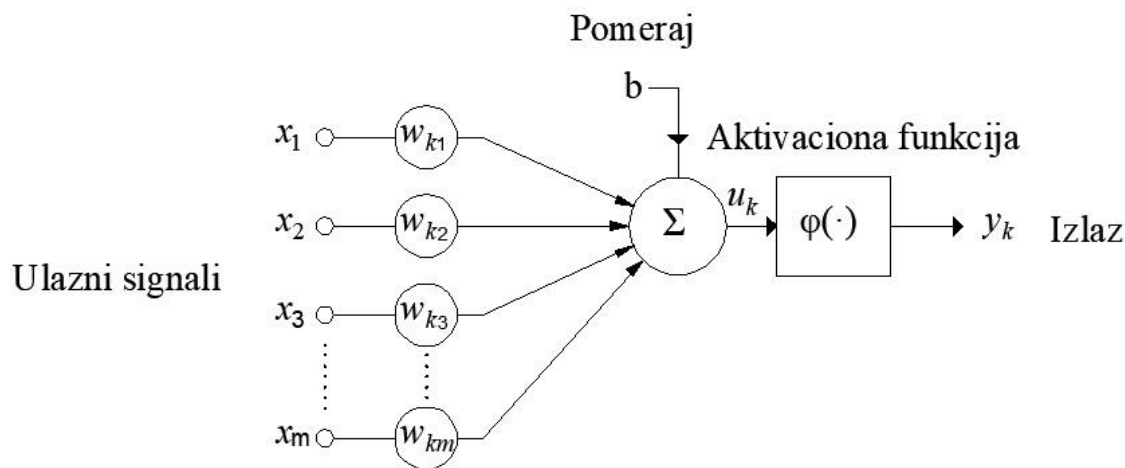 Pomeraj
b
Aktivaciona funkcija
x1 wk1
x2 wk2 Σ uk φ(·) yk Izlaz
Ulazni signali
x3 wk3
xm wkm